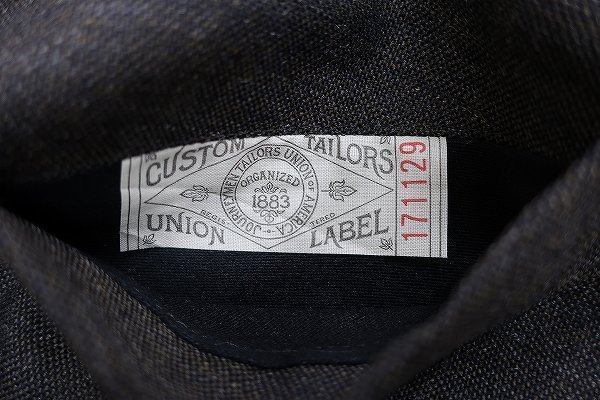 CUSTOM TAILORS
JOURNEYMEN TAILORS UNION OF AMERICA
ORGANIZED
1883
REGISTERED
UNION LABEL
171129